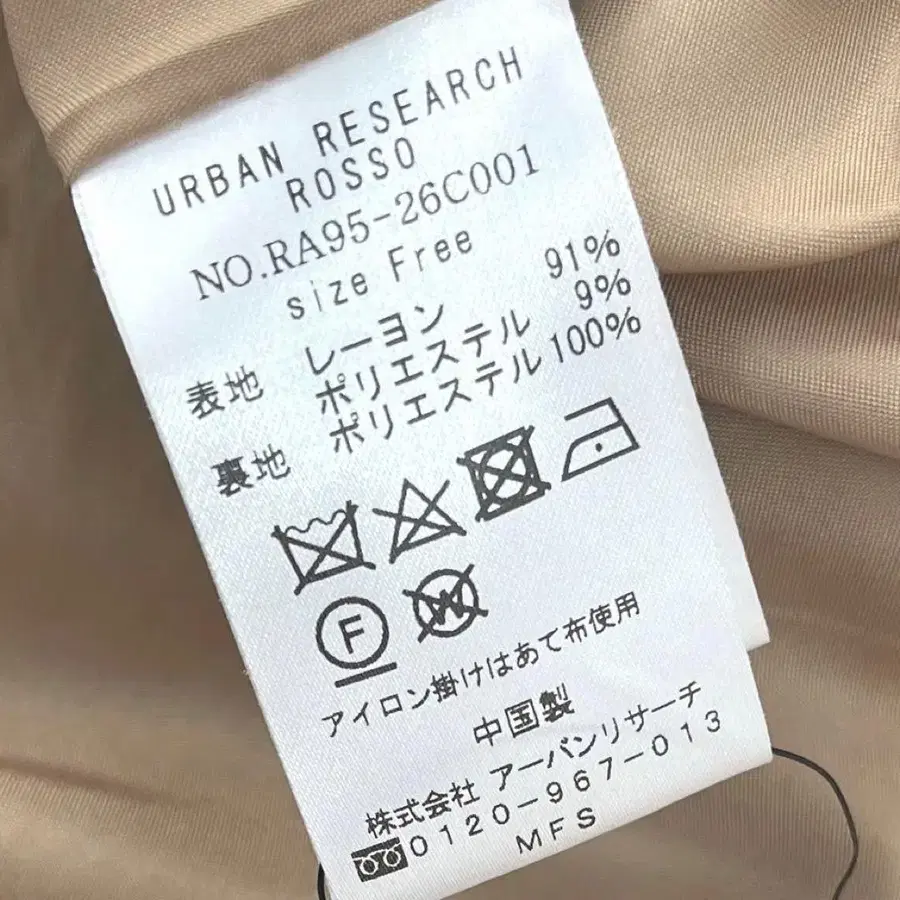 URBAN RESEARCH
ROSSO
NO.RA95-26C001
size Free
表地 レーヨン 91%
ポリエステル 9%
裏地 ポリエステル 100%
F W
アイロン掛けはあて布使用
中国製
株式会社 アーバンリサーチ
0120-967-013
MFS